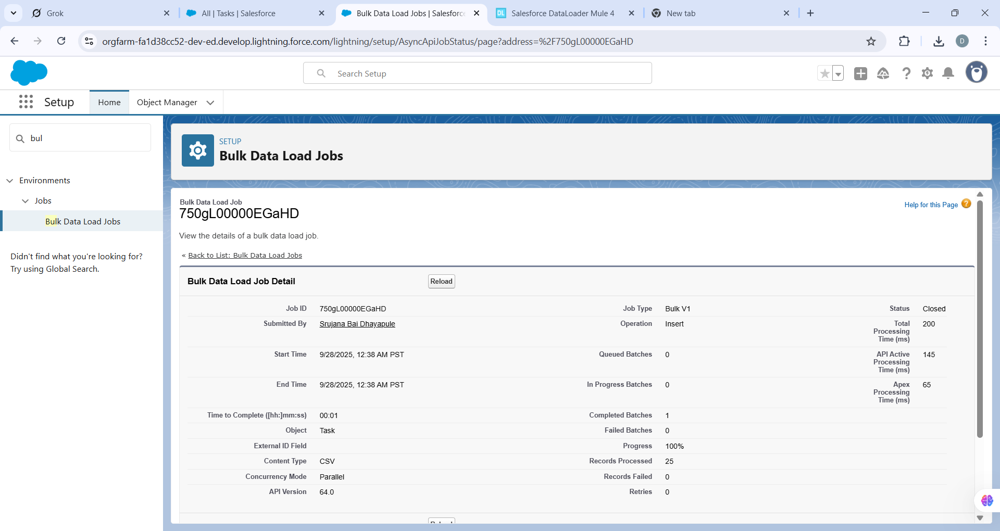 Grok
All | Tasks | Salesforce
Bulk Data Load Jobs | Salesforce
DL
Salesforce DataLoader Mule 4
New tab
orgfarm-fa1d38cc52-dev-ed.develop.lightning.force.com/lightning/setup/AsyncApiJobStatus/page?address=%2F750gL00000EGaHD
D
Search Setup
Setup
Home
Object Manager
bul
Environments
Jobs
Bulk Data Load Jobs
Didn't find what you're looking for?
Try using Global Search.
SETUP
Bulk Data Load Jobs
Bulk Data Load Job
750gL00000EGaHD
Help for this Page
View the details of a bulk data load job.
« Back to List: Bulk Data Load Jobs
Bulk Data Load Job Detail
Reload
Job ID 750gL00000EGaHD Job Type Bulk V1 Status Closed
Submitted By Srujana Bai Dhayapule Operation Insert Total Processing Time (ms) 200
Start Time 9/28/2025, 12:38 AM PST Queued Batches 0 API Active Processing Time (ms) 145
End Time 9/28/2025, 12:38 AM PST In Progress Batches 0 Apex Processing Time (ms) 65
Time to Complete ([hh:]mm:ss) 00:01 Completed Batches 1
Object Task Failed Batches 0
External ID Field Progress 100%
Content Type CSV Records Processed 25
Concurrency Mode Parallel Records Failed 0
API Version 64.0 Retries 0
Reload